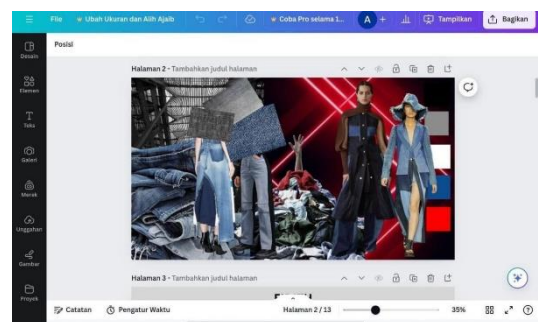 File
Ubah Ukuran dan Alih Ajaib
Coba Pro selama 1...
A
+
Tampilkan
Bagikan
Posisi
Desain
Elemen
Teks
Galeri
Merek
Unggahan
Gambar
Proyek
Halaman 2 - Tambahkan judul halaman
Halaman 3 - Tambahkan judul halaman
Catatan
Pengatur Waktu
Halaman 2 / 13
35%